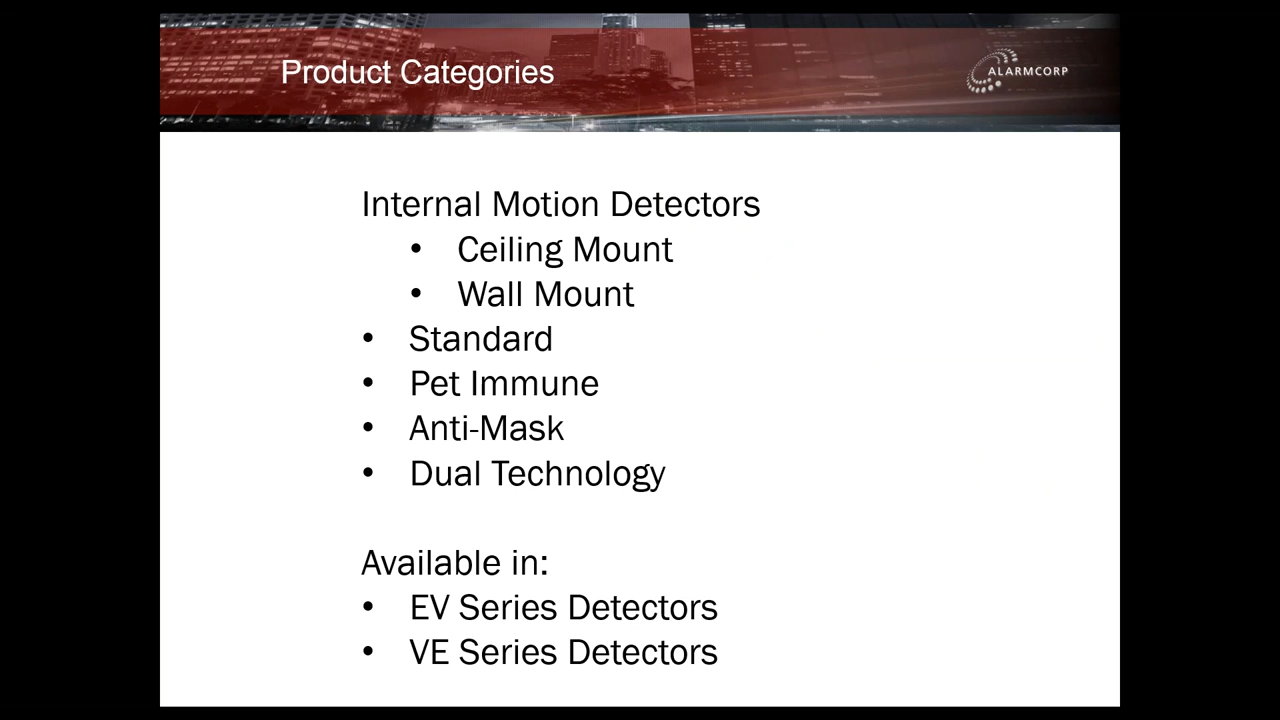 Product Categories
ALARMCORP
Internal Motion Detectors
• Ceiling Mount
• Wall Mount
• Standard
• Pet Immune
• Anti-Mask
• Dual Technology
Available in:
• EV Series Detectors
• VE Series Detectors